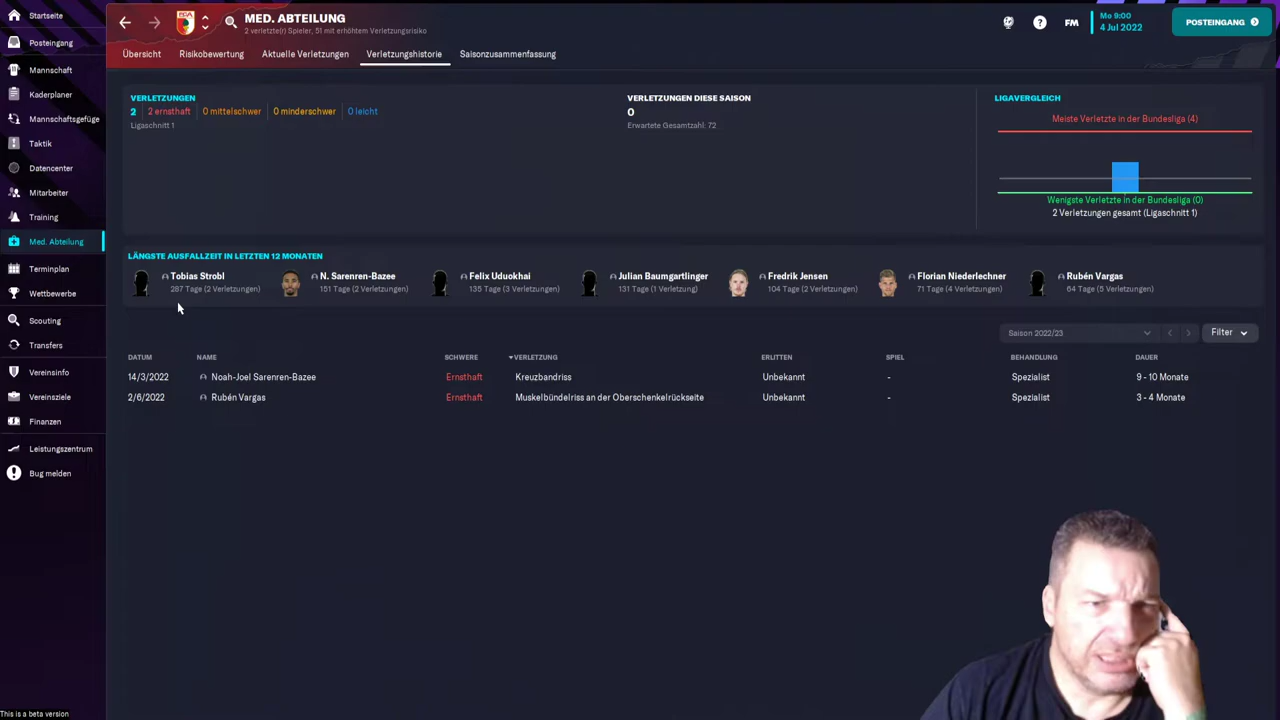 Startseite
Posteingang
Mannschaft
Kaderplaner
Mannschaftsgefüge
Taktik
Datencenter
Mitarbeiter
Training
Med. Abteilung
Terminplan
Wettbewerbe
Scouting
Transfers
Vereinsinfo
Vereinsziele
Finanzen
Leistungszentrum
Bug melden
This is a beta version
MED. ABTEILUNG
2 verletzte(r) Spieler, 51 mit erhöhtem Verletzungsrisiko
FM
Mo 9:00
4 Jul 2022
POSTEINGANG
Übersicht Risikobewertung Aktuelle Verletzungen Verletzungshistorie Saisonzusammenfassung
VERLETZUNGEN
2 2 ernsthaft 0 mittelschwer 0 minderschwer 0 leicht
Ligaschnitt 1
VERLETZUNGEN DIESE SAISON
0
Erwartete Gesamtzahl: 72
LIGAVERGLEICH
Meiste Verletzte in der Bundesliga (4)
Wenigste Verletzte in der Bundesliga (0)
2 Verletzungen gesamt (Ligaschnitt 1)
LÄNGSTE AUSFALLZEIT IN LETZTEN 12 MONATEN
Tobias Strobl
287 Tage (2 Verletzungen)
N. Sarenren-Bazee
151 Tage (2 Verletzungen)
Felix Uduokhai
135 Tage (3 Verletzungen)
Julian Baumgartlinger
131 Tage (1 Verletzung)
Fredrik Jensen
104 Tage (2 Verletzungen)
Florian Niederlechner
71 Tage (4 Verletzungen)
Rubén Vargas
64 Tage (5 Verletzungen)
Saison 2022/23
Filter
DATUM NAME SCHWERE VERLETZUNG ERLITTEN SPIEL BEHANDLUNG DAUER
14/3/2022 Noah-Joel Sarenren-Bazee Ernsthaft Kreuzbandriss Unbekannt - Spezialist 9 - 10 Monate
2/6/2022 Rubén Vargas Ernsthaft Muskelbündelriss an der Oberschenkelrückseite Unbekannt - Spezialist 3 - 4 Monate